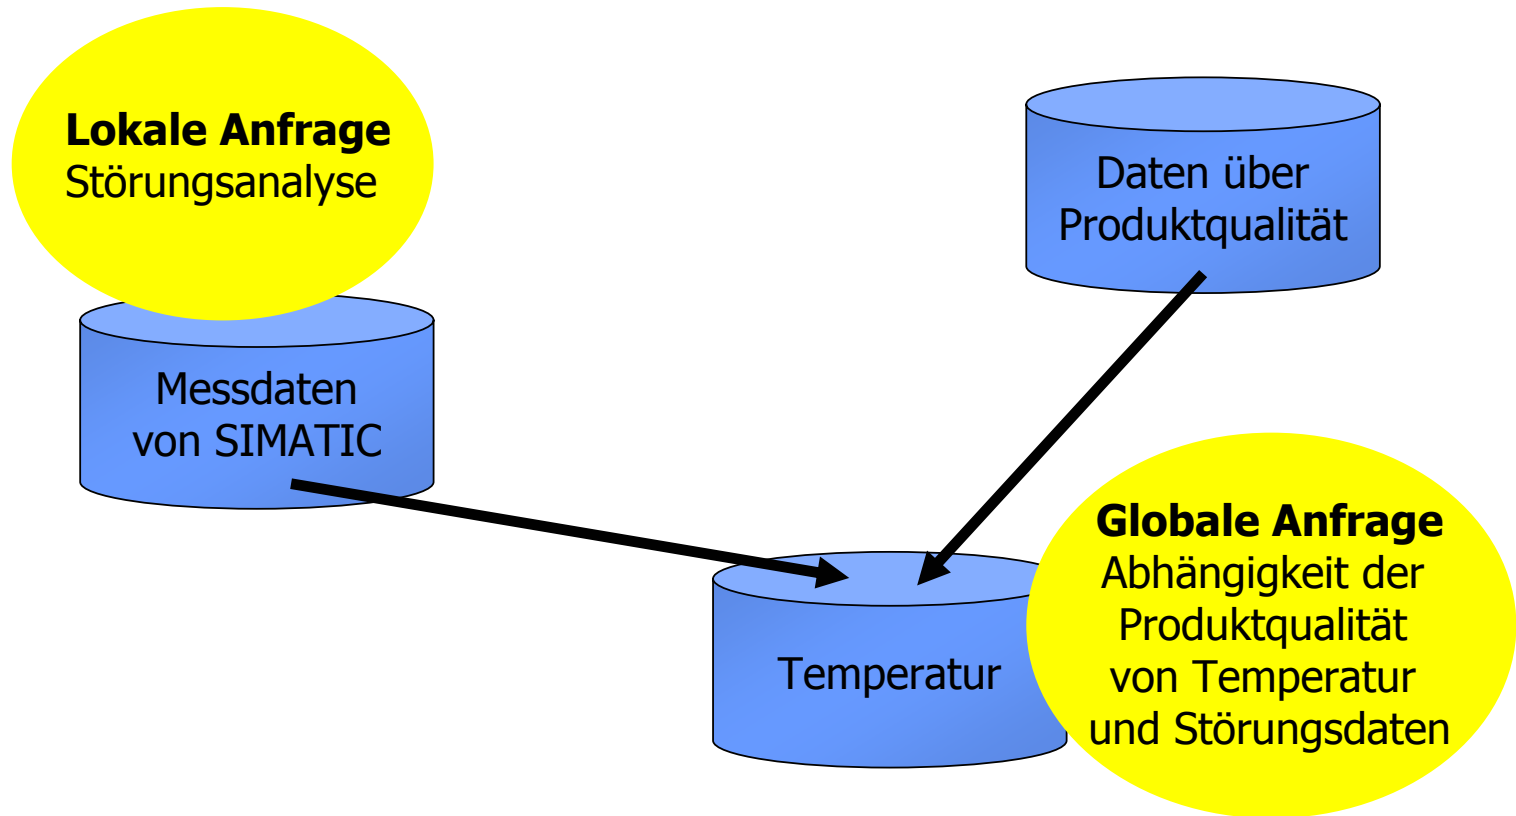 Lokale Anfrage
Störungsanalyse
Daten über
Produktqualität
Messdaten
von SIMATIC
Temperatur
Globale Anfrage
Abhängigkeit der
Produktqualität
von Temperatur
und Störungsdaten